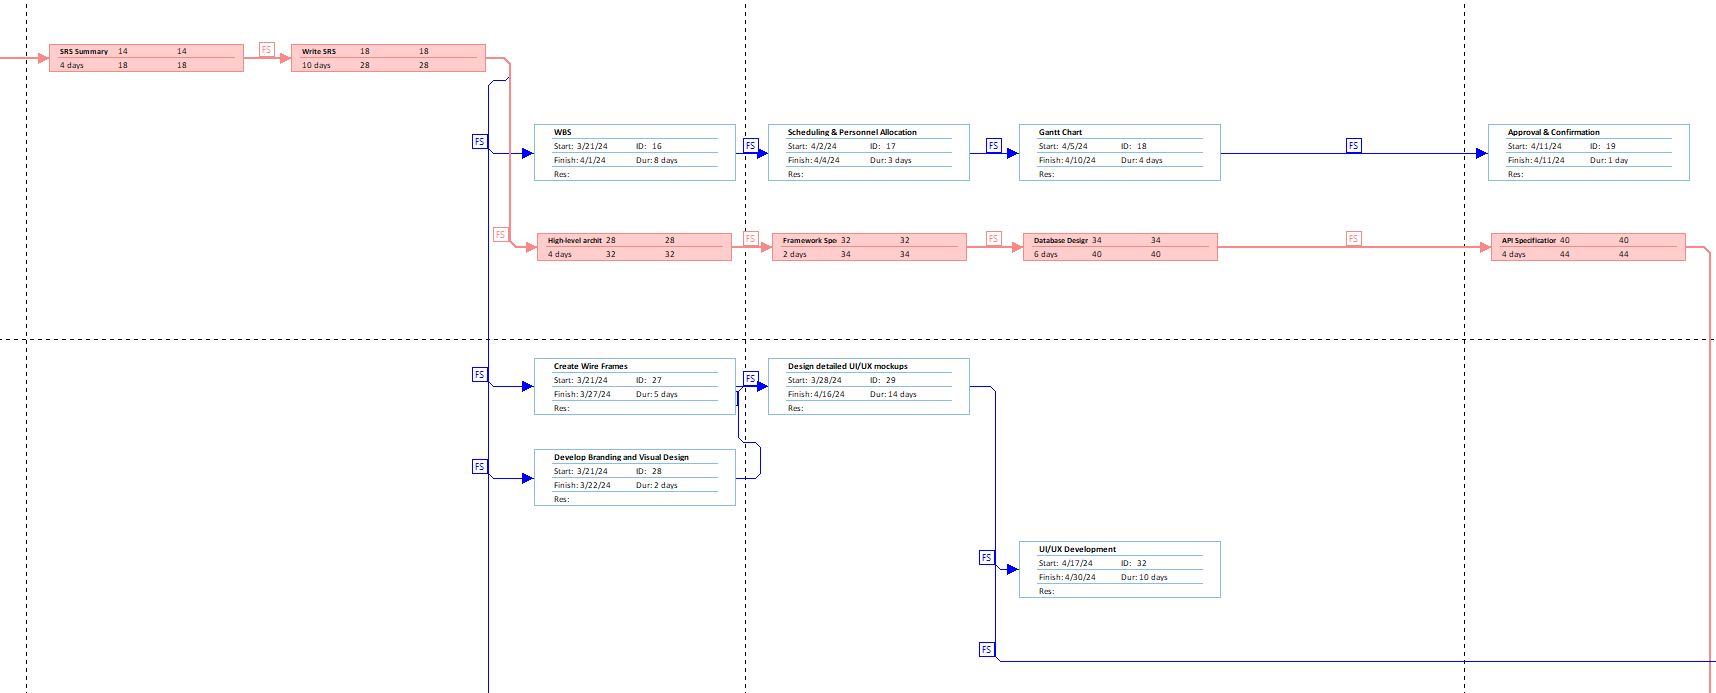 SRS Summary 14 14
4 days 18 18
FS
Write SRS 18 18
10 days 28 28
FS
WBS
Start: 3/21/24 ID: 16
Finish: 4/1/24 Dur: 8 days
Res:
FS
Scheduling & Personnel Allocation
Start: 4/2/24 ID: 17
Finish: 4/4/24 Dur: 3 days
Res:
FS
Gantt Chart
Start: 4/5/24 ID: 18
Finish: 4/10/24 Dur: 4 days
Res:
FS
Approval & Confirmation
Start: 4/11/24 ID: 19
Finish: 4/11/24 Dur: 1 day
Res:
FS
High-level archit 28 28
4 days 32 32
FS
Framework Spe 32 32
2 days 34 34
FS
Database Desigr 34 34
6 days 40 40
FS
API Specification 40 40
4 days 44 44
FS
Create Wire Frames
Start: 3/21/24 ID: 27
Finish: 3/27/24 Dur: 5 days
Res:
FS
Design detailed UI/UX mockups
Start: 3/28/24 ID: 29
Finish: 4/16/24 Dur: 14 days
Res:
FS
Develop Branding and Visual Design
Start: 3/21/24 ID: 28
Finish: 3/22/24 Dur: 2 days
Res:
FS
UI/UX Development
Start: 4/17/24 ID: 32
Finish: 4/30/24 Dur: 10 days
Res:
FS